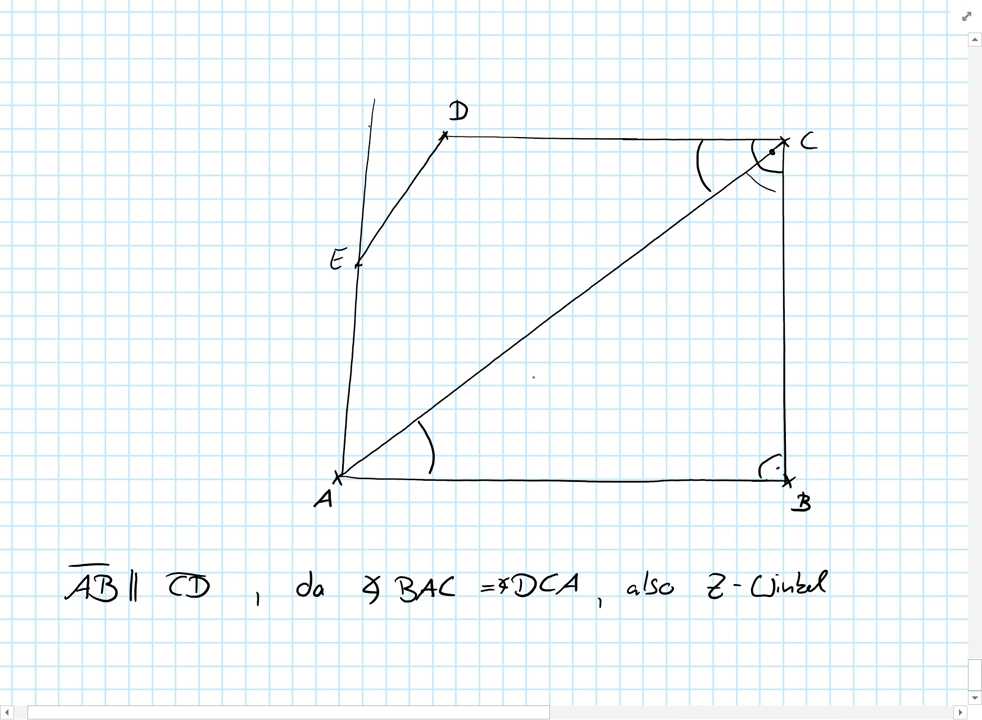 D
C
E
A
B
AB || CD , da ∢ BAC = ∢DCA, also Z-Winkel